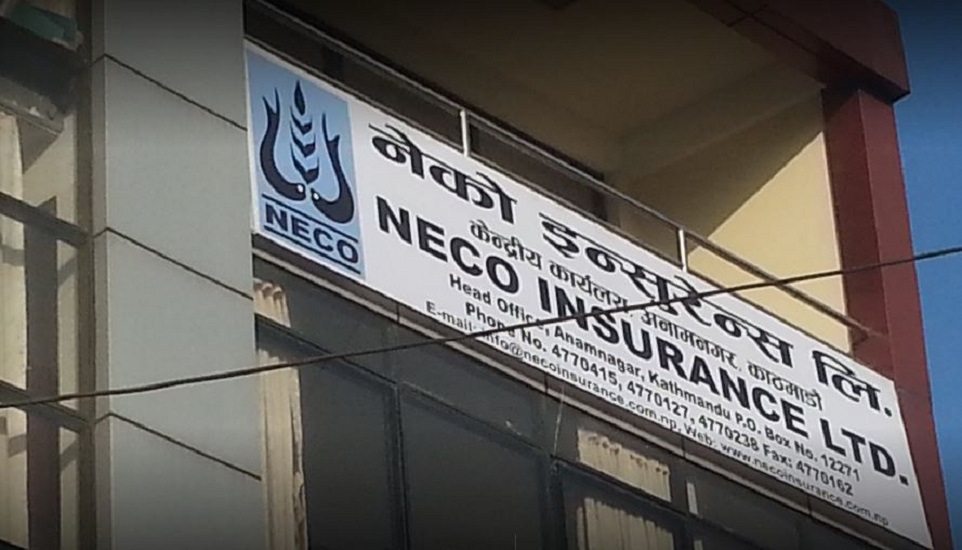 NECO
नेको इन्सुरेन्स लि.
केन्द्रीय कार्यालय, अनामनगर, काठमाडौं
NECO INSURANCE LTD.
Head Office, Anamnagar, Kathmandu P.O. Box No. 12271
Phone No. 4770415, 4770127, 4770238 Fax: 4770162
E-mail: info@necoinsurance.com.np, Web: www.necoinsurance.com.np